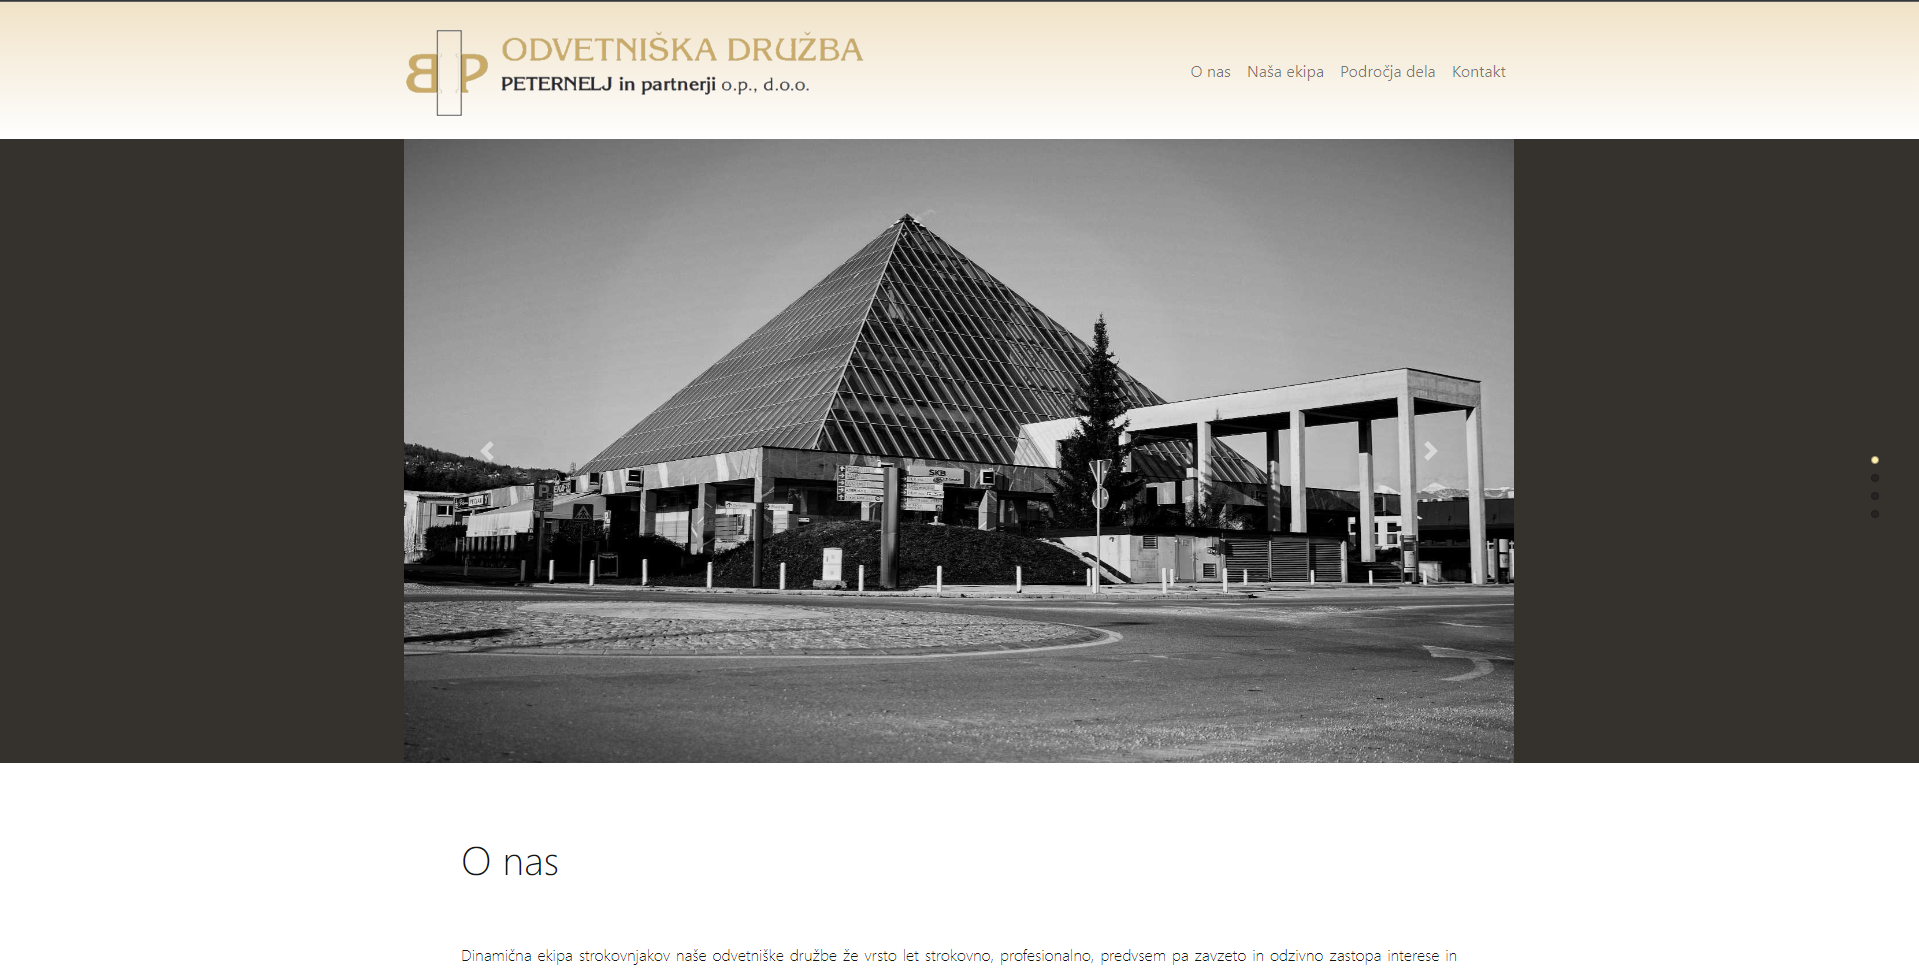 BP
ODVETNIŠKA DRUŽBA
PETERNELJ in partnerji o.p., d.o.o.
O nas Naša ekipa Področja dela Kontakt
SKB
P
O nas
Dinamična ekipa strokovnjakov naše odvetniške družbe že vrsto let strokovno, profesionalno, predvsem pa zavzeto in odzivno zastopa interese in